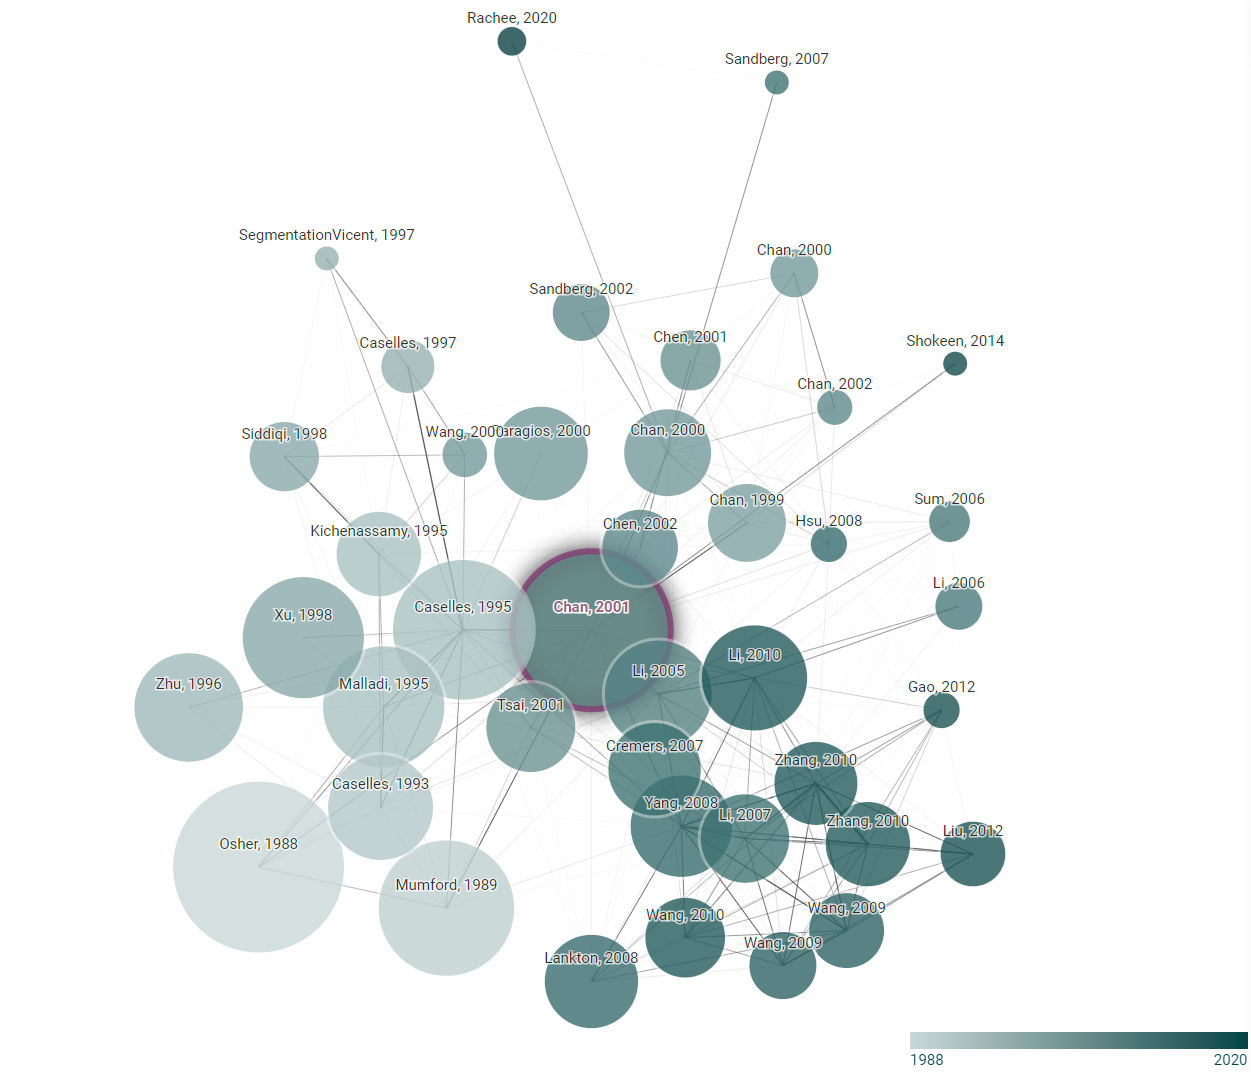 Rachee, 2020
Sandberg, 2007
SegmentationVicent, 1997
Chan, 2000
Sandberg, 2002
Chen, 2001
Caselles, 1997
Shokeen, 2014
Chan, 2002
Siddiqi, 1998
Wang, 2000
Paragios, 2000
Chan, 2000
Chan, 1999
Sum, 2006
Hsu, 2008
Chen, 2002
Kichenassamy, 1995
Li, 2006
Caselles, 1995
Chan, 2001
Xu, 1998
Li, 2010
Li, 2005
Zhu, 1996
Malladi, 1995
Gao, 2012
Tsai, 2001
Cremers, 2007
Zhang, 2010
Caselles, 1993
Yang, 2008
Li, 2007
Zhang, 2010
Liu, 2012
Osher, 1988
Mumford, 1989
Wang, 2009
Wang, 2010
Wang, 2009
Lankton, 2008
1988
2020